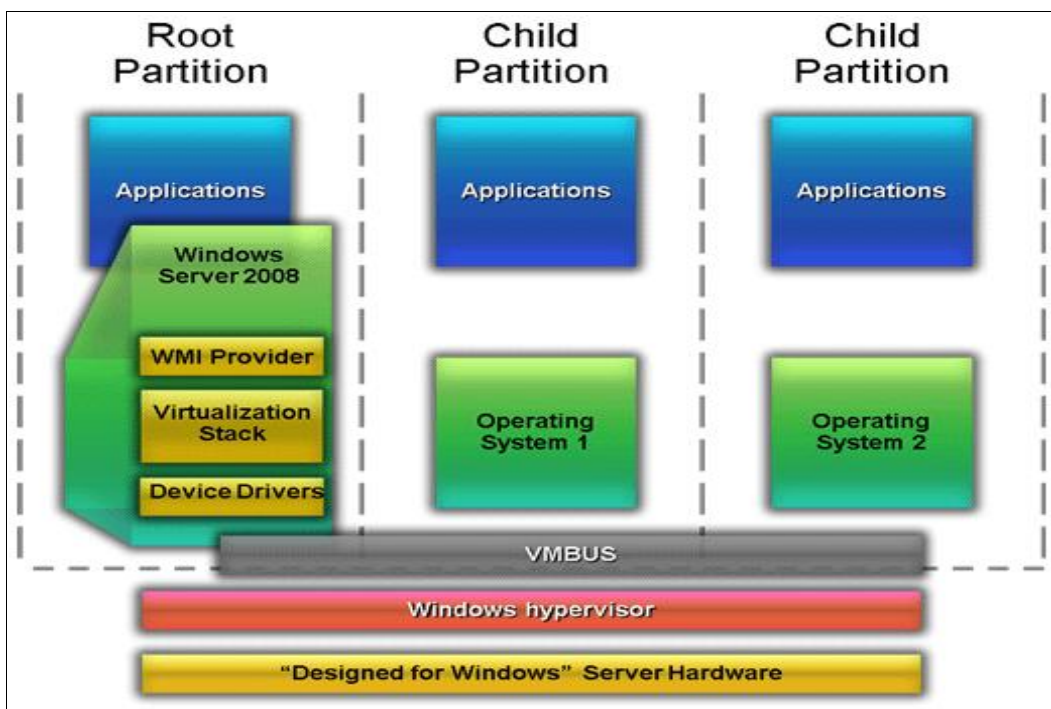 Root
Partition
Child
Partition
Child
Partition
Applications
Applications
Applications
Windows
Server 2008
WMI Provider
Virtualization
Stack
Device Drivers
Operating
System 1
Operating
System 2
VMBUS
Windows hypervisor
“Designed for Windows” Server Hardware